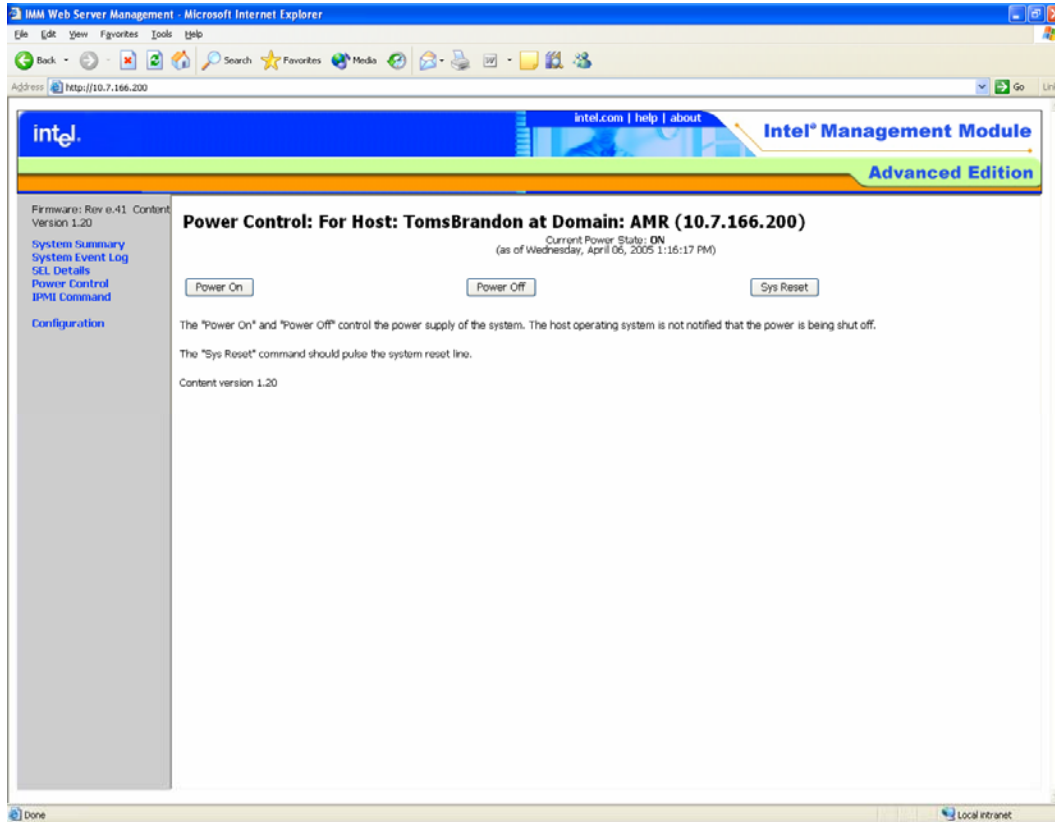 IMM Web Server Management - Microsoft Internet Explorer
File Edit View Favorites Tools Help
Back Search Favorites Media
Address http://10.7.166.200 Go
intel.com | help | about
intel.
Intel® Management Module
Advanced Edition
Firmware: Rev e.41 Content
Version 1.20
System Summary
System Event Log
SEL Details
Power Control
IPMI Command
Configuration
Power Control: For Host: TomsBrandon at Domain: AMR (10.7.166.200)
Current Power State: ON
(as of Wednesday, April 06, 2005 1:16:17 PM)
Power On Power Off Sys Reset
The "Power On" and "Power Off" control the power supply of the system. The host operating system is not notified that the power is being shut off.
The "Sys Reset" command should pulse the system reset line.
Content version 1.20
Done Local intranet